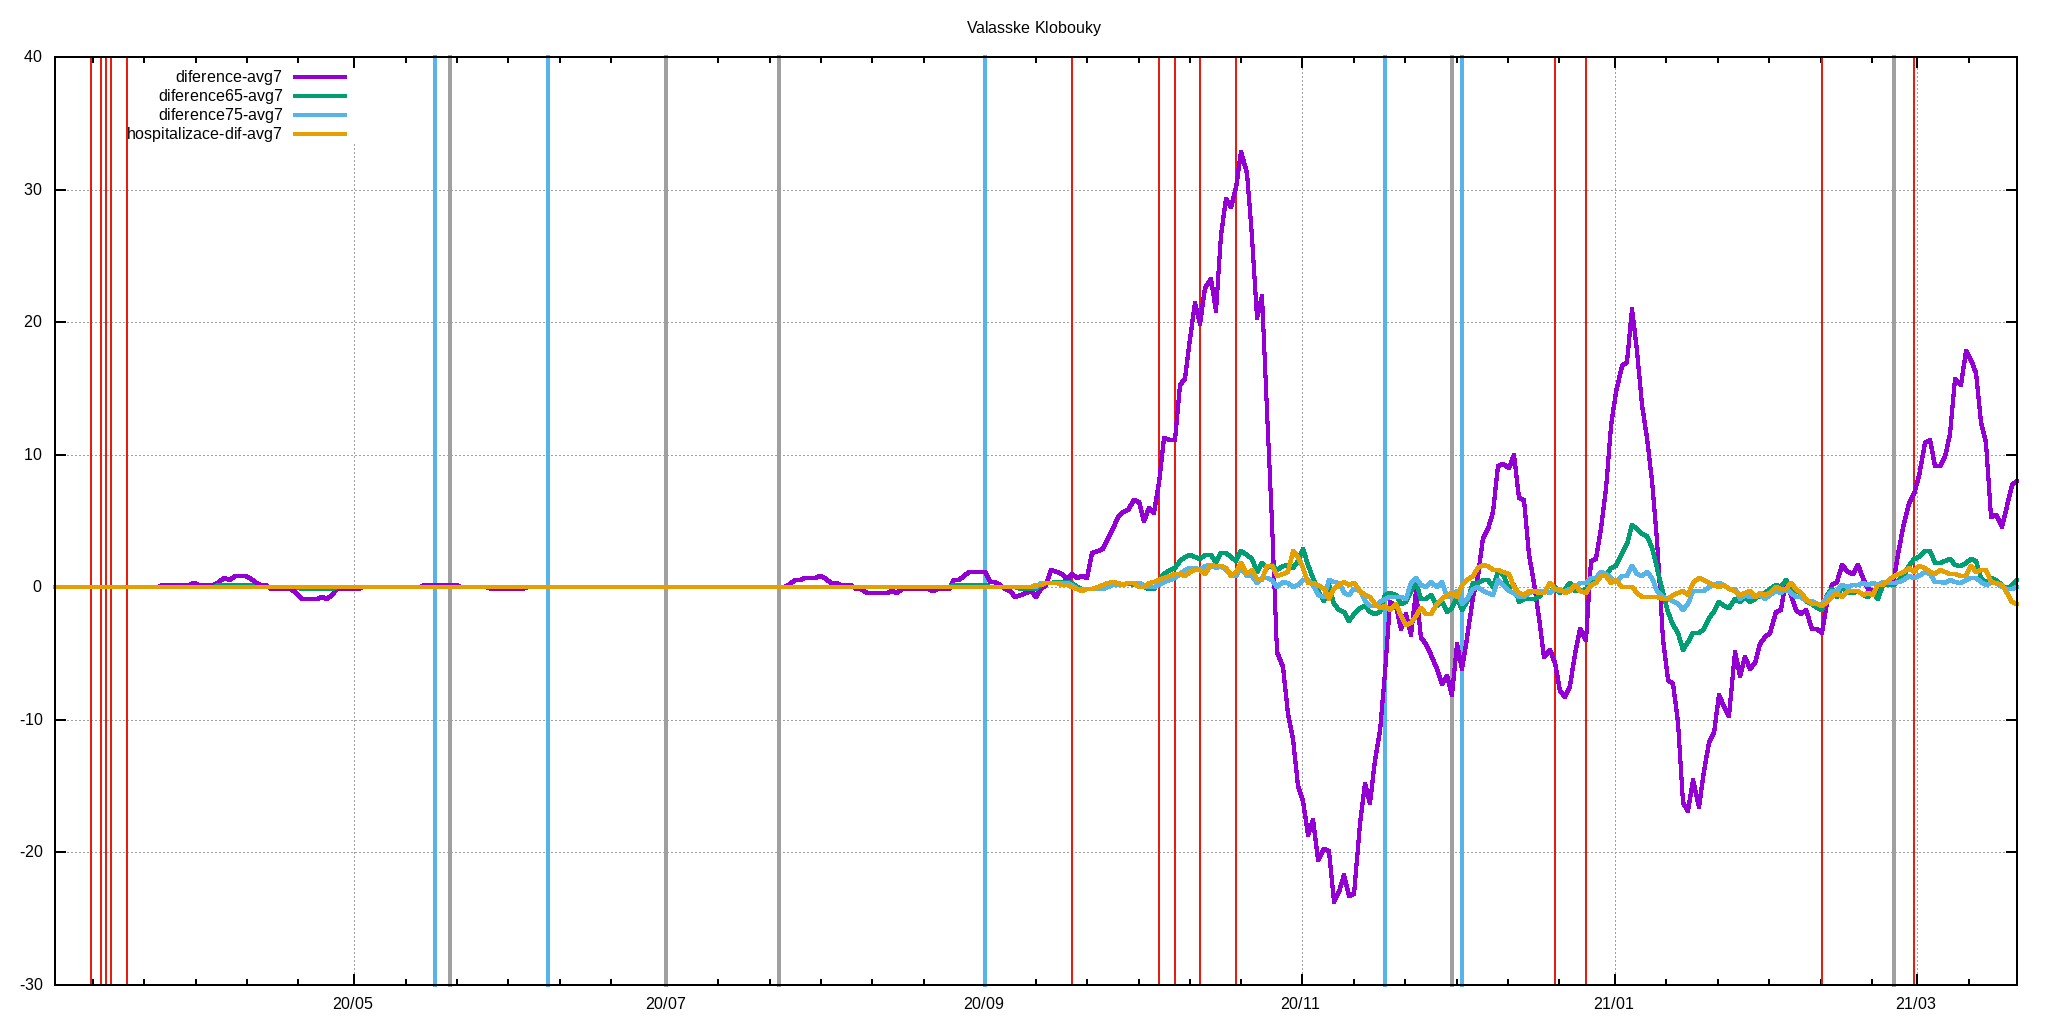 Valasske Klobouky
40
diference-avg7
diference65-avg7
diference75-avg7
hospitalizace-dif-avg7
30
20
10
0
-10
-20
-30
20/05
20/07
20/09
20/11
21/01
21/03